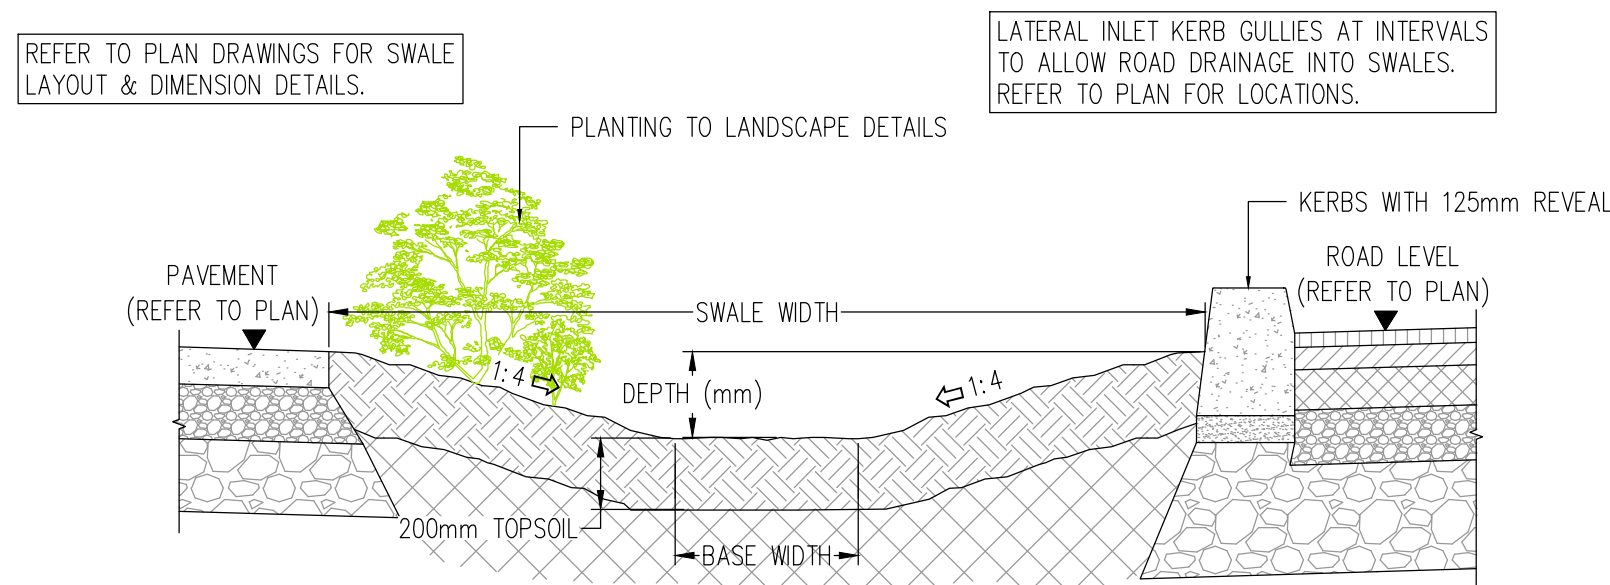 REFER TO PLAN DRAWINGS FOR SWALE
LAYOUT & DIMENSION DETAILS.
LATERAL INLET KERB GULLIES AT INTERVALS
TO ALLOW ROAD DRAINAGE INTO SWALES.
REFER TO PLAN FOR LOCATIONS.
PLANTING TO LANDSCAPE DETAILS
KERBS WITH 125mm REVEAL
PAVEMENT
(REFER TO PLAN)
ROAD LEVEL
(REFER TO PLAN)
SWALE WIDTH
1:4
DEPTH (mm)
1:4
200mm TOPSOIL
BASE WIDTH